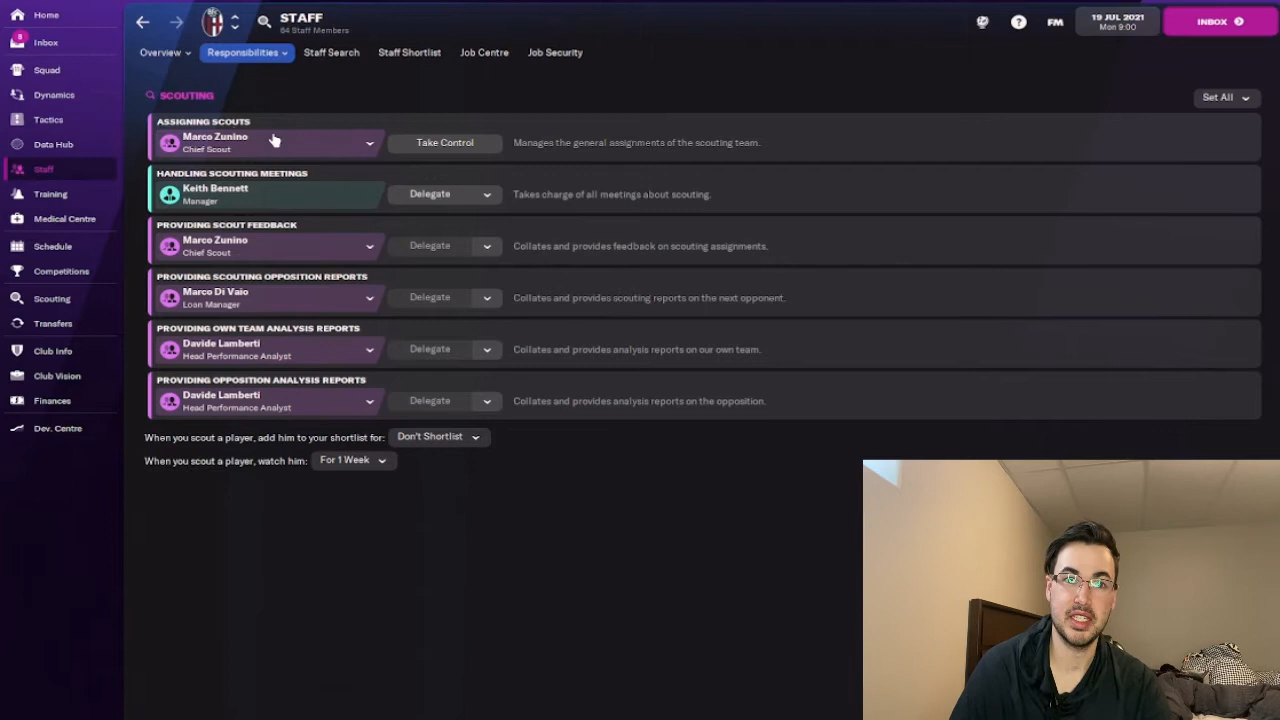 Home
8
Inbox
Squad
Dynamics
Tactics
Data Hub
Staff
Training
Medical Centre
Schedule
Competitions
Scouting
Transfers
Club Info
Club Vision
Finances
Dev. Centre
STAFF
64 Staff Members
?
FM
19 JUL 2021
Mon 9:00
INBOX
Overview
Responsibilities
Staff Search
Staff Shortlist
Job Centre
Job Security
SCOUTING
Set All
ASSIGNING SCOUTS
Marco Zunino
Chief Scout
Take Control
Manages the general assignments of the scouting team.
HANDLING SCOUTING MEETINGS
Keith Bennett
Manager
Delegate
Takes charge of all meetings about scouting.
PROVIDING SCOUT FEEDBACK
Marco Zunino
Chief Scout
Delegate
Collates and provides feedback on scouting assignments.
PROVIDING SCOUTING OPPOSITION REPORTS
Marco Di Vaio
Loan Manager
Delegate
Collates and provides scouting reports on the next opponent.
PROVIDING OWN TEAM ANALYSIS REPORTS
Davide Lamberti
Head Performance Analyst
Delegate
Collates and provides analysis reports on our own team.
PROVIDING OPPOSITION ANALYSIS REPORTS
Davide Lamberti
Head Performance Analyst
Delegate
Collates and provides analysis reports on the opposition.
When you scout a player, add him to your shortlist for: Don't Shortlist
When you scout a player, watch him: For 1 Week